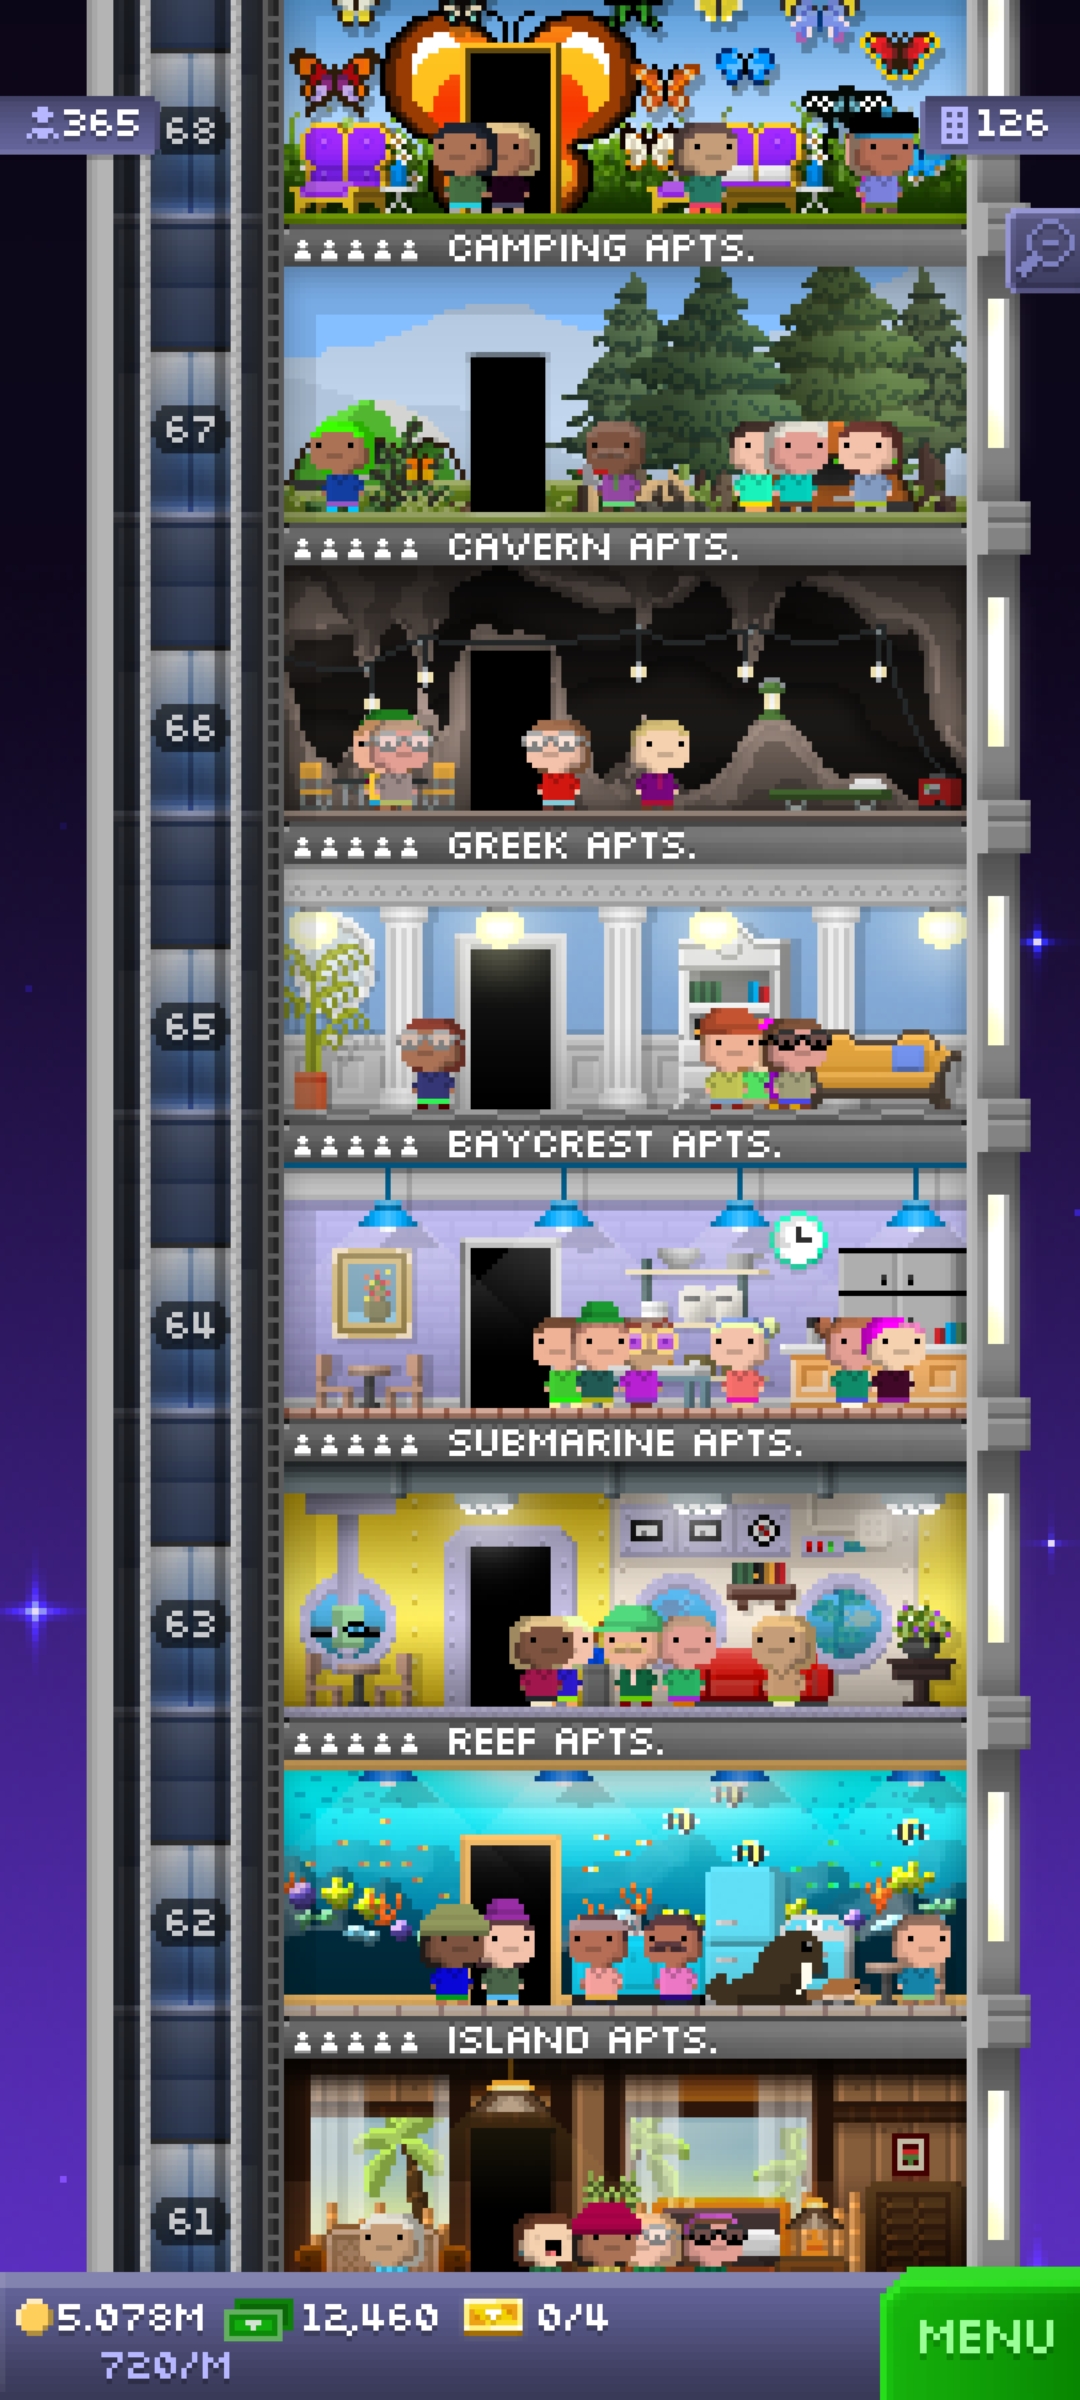 365
68
126
CAMPING APTS.
67
CAVERN APTS.
66
GREEK APTS.
65
BAYCREST APTS.
64
SUBMARINE APTS.
63
REEF APTS.
62
ISLAND APTS.
61
5.078M 12,460 0/4
720/M
MENU